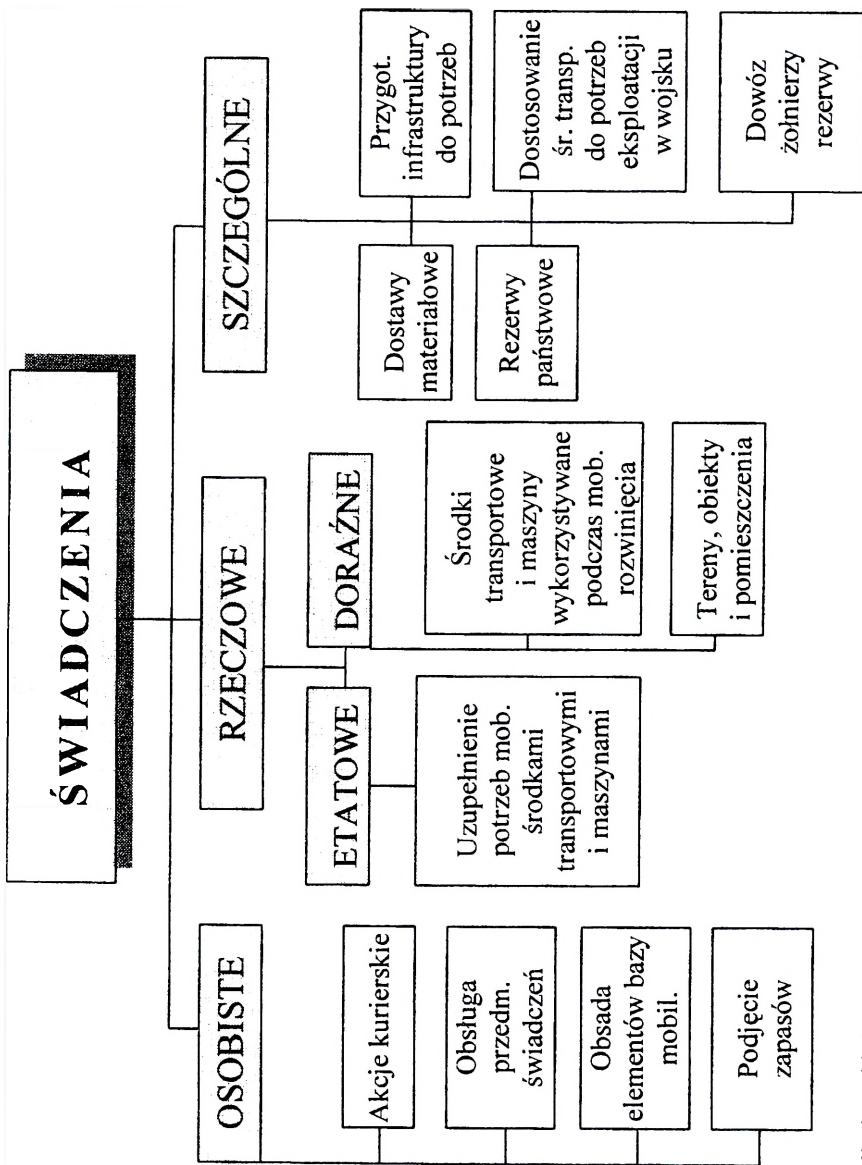 ŚWIADCZENIA
OSOBISTE
Akcje kurierskie
Obsługa
przedm.
świadczeń
Obsada
elementów bazy
mobil.
Podjęcie
zapasów
RZECZOWE
ETATOWE
Uzupełnienie
potrzeb mob.
środkami
transportowymi
i maszynami
DORAŹNE
Środki
transportowe
i maszyny
wykorzystywane
podczas mob.
rozwinięcia
Tereny, obiekty
i pomieszczenia
SZCZEGÓLNE
Dostawy
materiałowe
Przygot.
infrastruktury
do potrzeb
Rezerwy
państwowe
Dostosowanie
śr. transp.
do potrzeb
eksploatacji
w wojsku
Dowóz
żołnierzy
rezerwy